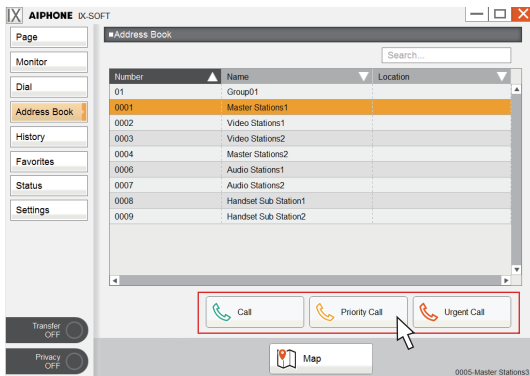 IX AIPHONE IX-SOFT
Page
Monitor
Dial
Address Book
History
Favorites
Status
Settings
Transfer
OFF
Privacy
OFF
■Address Book
Search...
Number Name Location
01 Group01
0001 Master Stations1
0002 Video Stations1
0003 Video Stations2
0004 Master Stations2
0006 Audio Stations1
0007 Audio Stations2
0008 Handset Sub Station1
0009 Handset Sub Station2
Call Priority Call Urgent Call
Map
0005-Master Stations3